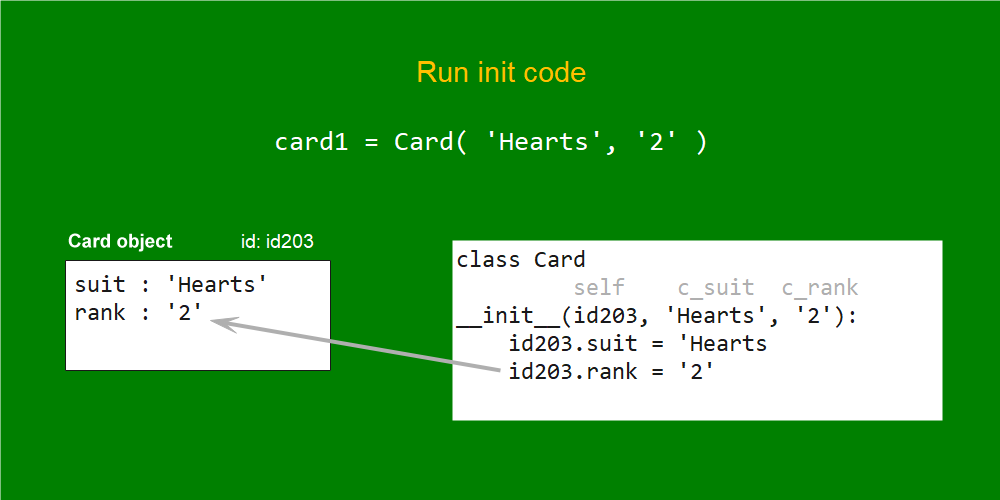 Run init code
card1 = Card( 'Hearts', '2' )
Card object id: id203
suit : 'Hearts'
rank : '2'
class Card
self c_suit c_rank
__init__(id203, 'Hearts', '2'):
id203.suit = 'Hearts
id203.rank = '2'